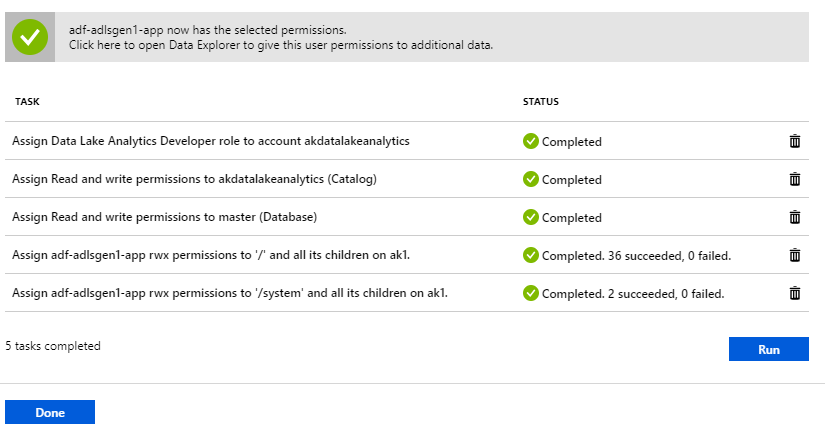 adf-adlsgen1-app now has the selected permissions.
Click here to open Data Explorer to give this user permissions to additional data.
TASK STATUS
Assign Data Lake Analytics Developer role to account akdatalakeanalytics Completed
Assign Read and write permissions to akdatalakeanalytics (Catalog) Completed
Assign Read and write permissions to master (Database) Completed
Assign adf-adlsgen1-app rwx permissions to '/' and all its children on ak1. Completed. 36 succeeded, 0 failed.
Assign adf-adlsgen1-app rwx permissions to '/system' and all its children on ak1. Completed. 2 succeeded, 0 failed.
5 tasks completed
Run
Done